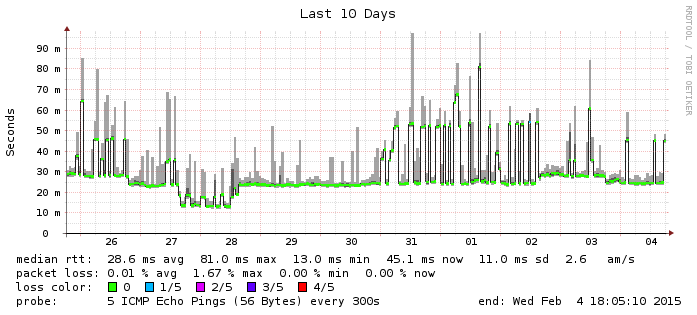 Last 10 Days
RRDTOOL / TOBI OETIKER
Seconds
90 m
80 m
70 m
60 m
50 m
40 m
30 m
20 m
10 m
0
26 27 28 29 30 31 01 02 03 04
median rtt: 28.6 ms avg 81.0 ms max 13.0 ms min 45.1 ms now 11.0 ms sd 2.6 am/s
packet loss: 0.01 % avg 1.67 % max 0.00 % min 0.00 % now
loss color: 0 1/5 2/5 3/5 4/5
probe: 5 ICMP Echo Pings (56 Bytes) every 300s end: Wed Feb 4 18:05:10 2015